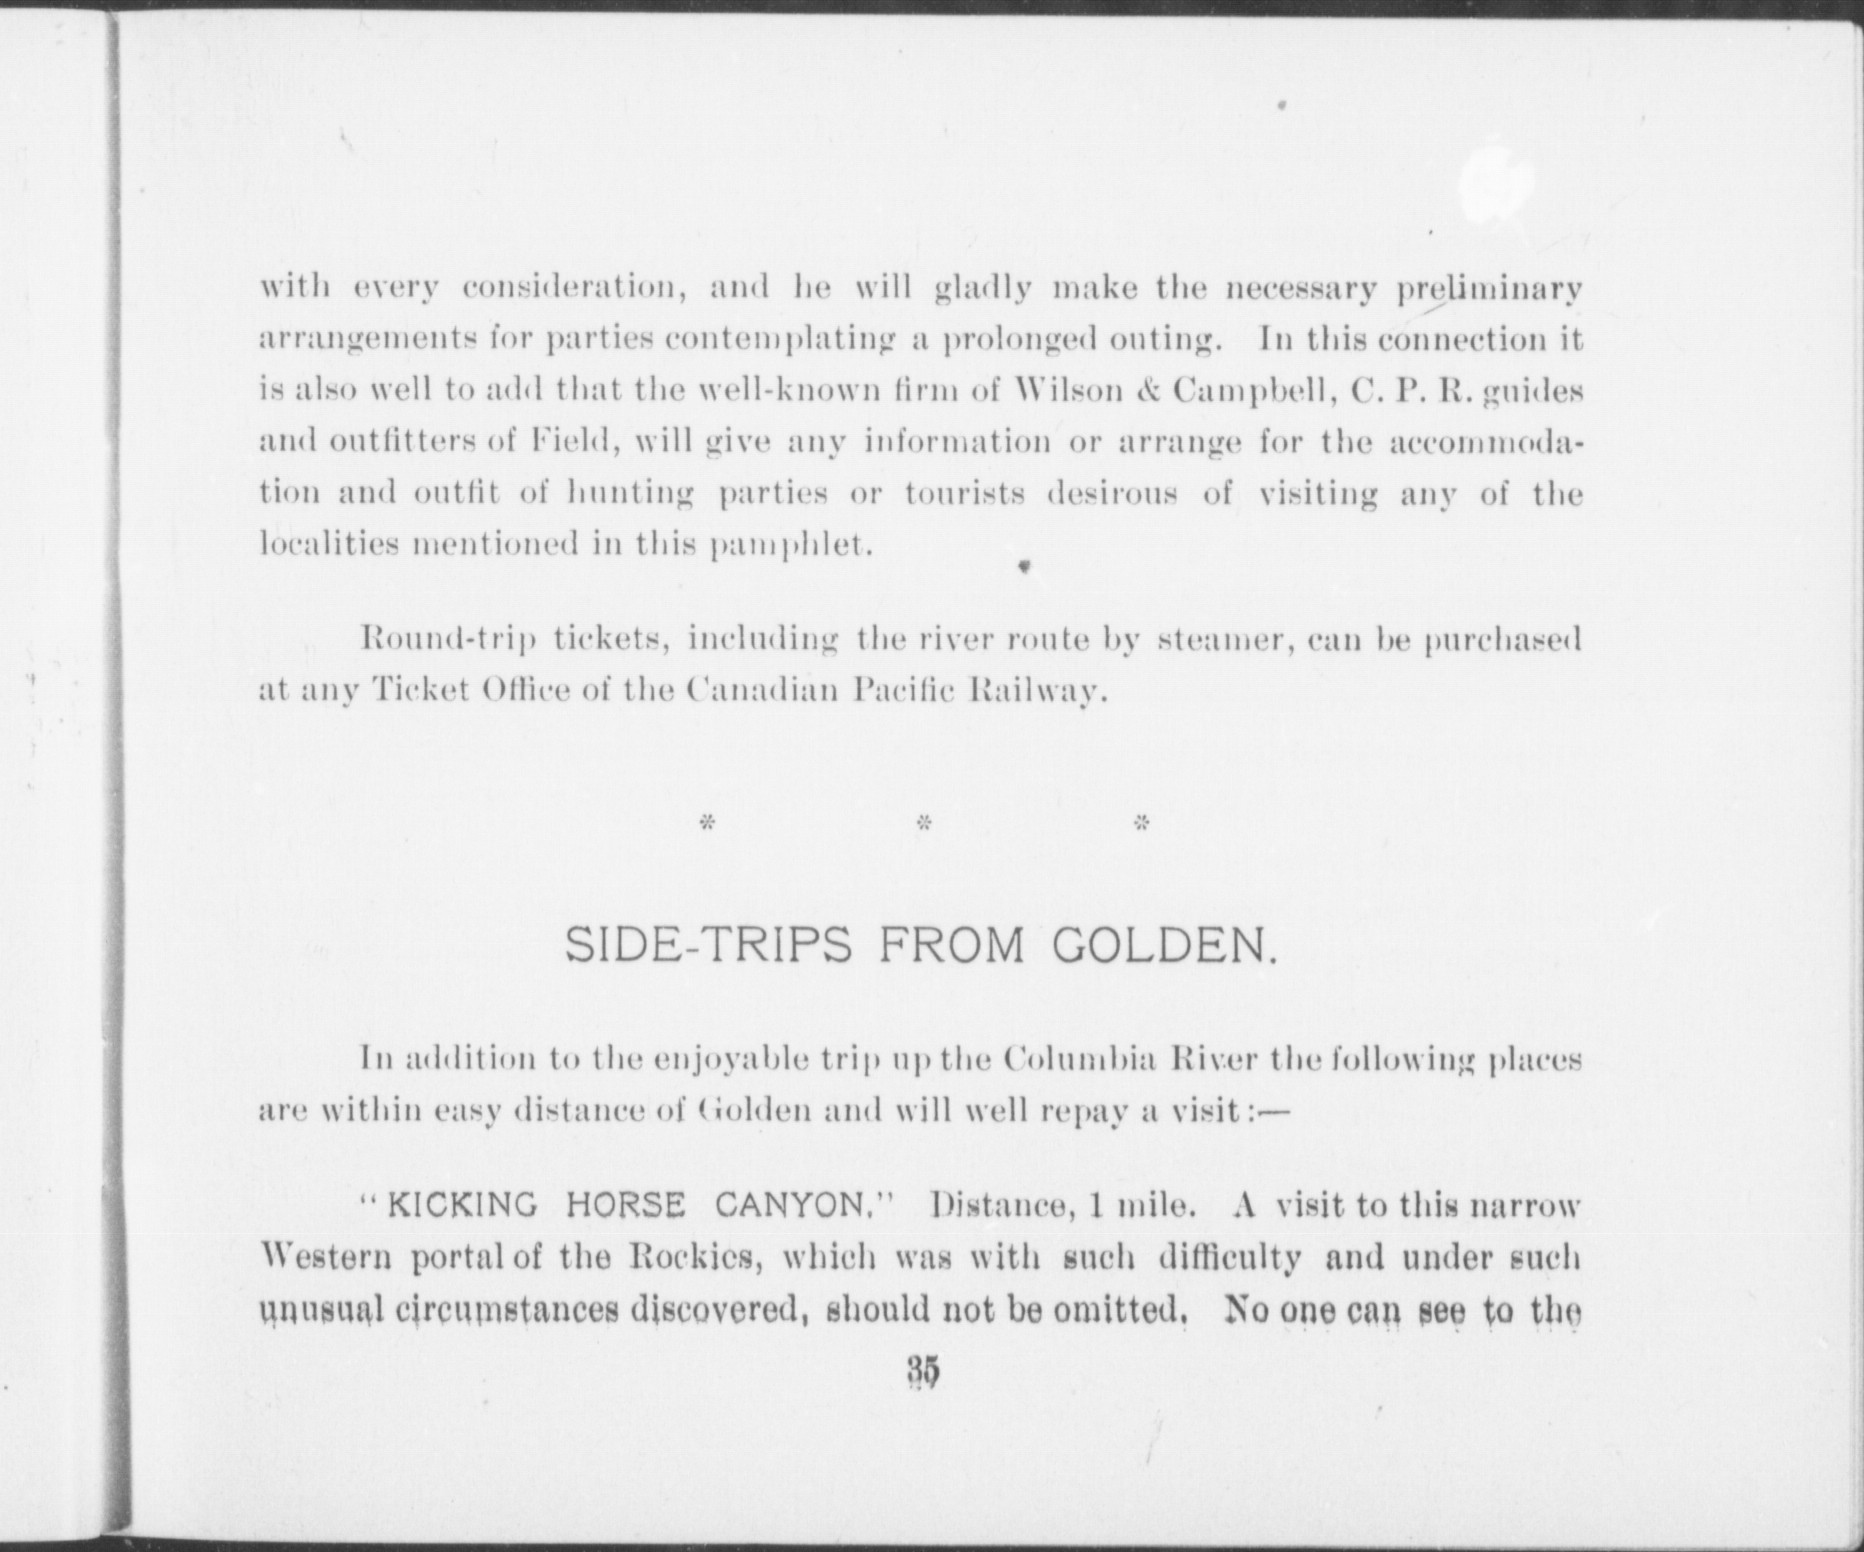 with every consideration, and he will gladly make the necessary preliminary
arrangements for parties contemplating a prolonged outing. In this connection it
is also well to add that the well-known firm of Wilson & Campbell, C. P. R. guides
and outfitters of Field, will give any information or arrange for the accommoda-
tion and outfit of hunting parties or tourists desirous of visiting any of the
localities mentioned in this pamphlet.
Round-trip tickets, including the river route by steamer, can be purchased
at any Ticket Office of the Canadian Pacific Railway.
* * *
SIDE-TRIPS FROM GOLDEN.
In addition to the enjoyable trip up the Columbia River the following places
are within easy distance of Golden and will well repay a visit:—
"KICKING HORSE CANYON." Distance, 1 mile. A visit to this narrow
Western portal of the Rockies, which was with such difficulty and under such
unusual circumstances discovered, should not be omitted. No one can see to the
35